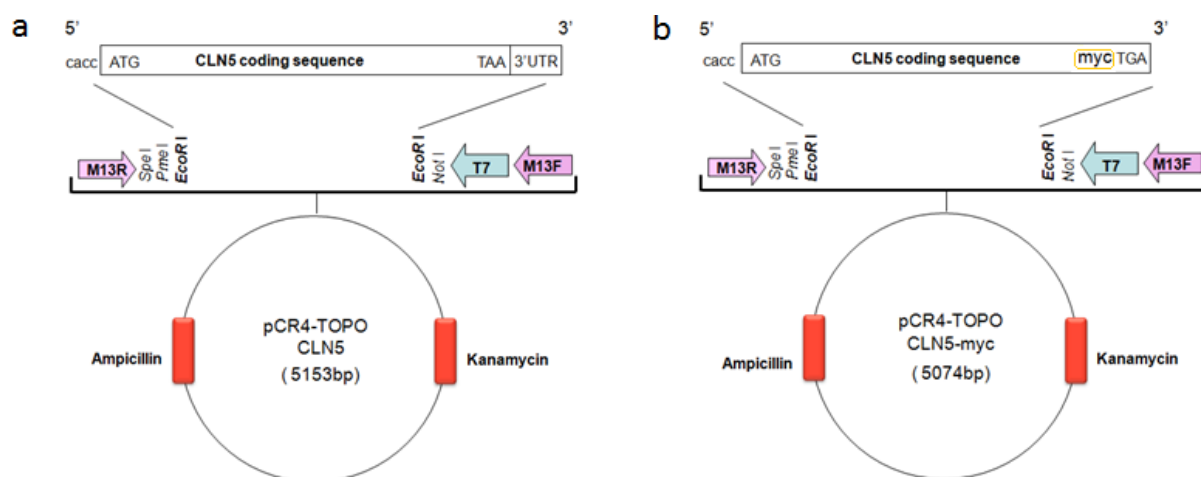 a
5’ 3’
cacc ATG CLN5 coding sequence TAA 3’UTR
M13R Spe I Pme I EcoR I EcoR I Not I T7 M13F
Ampicillin
pCR4-TOPO
CLN5
( 5153bp)
Kanamycin
b
5’ 3’
cacc ATG CLN5 coding sequence myc TGA
M13R Spe I Pme I EcoR I EcoR I Not I T7 M13F
Ampicillin
pCR4-TOPO
CLN5-myc
( 5074bp)
Kanamycin